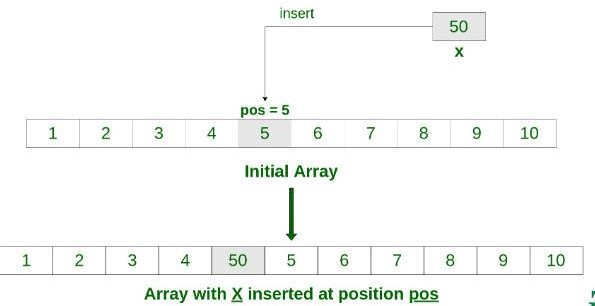 insert
50
x
pos = 5
1 2 3 4 5 6 7 8 9 10
Initial Array
1 2 3 4 50 5 6 7 8 9 10
Array with X inserted at position pos